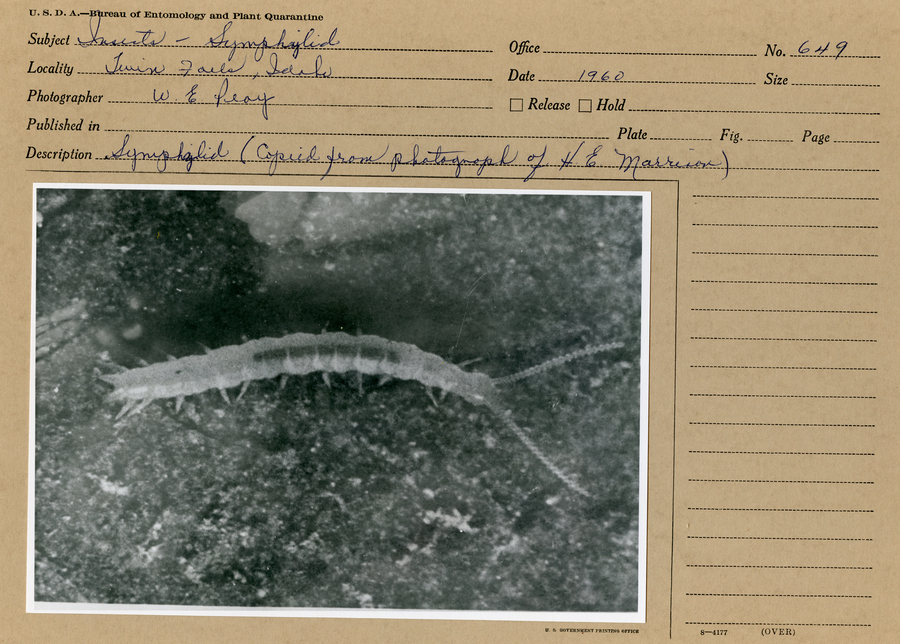 U. S. D. A.—Bureau of Entomology and Plant Quarantine
Subject Insects - Symphylid Office No. 649
Locality Twin Falls, Idaho Date 1960 Size
Photographer W. E. Peay Release Hold
Published in Plate Fig. Page
Description Symphylid (Copied from photograph of H. E. Morrison)
U. S. GOVERNMENT PRINTING OFFICE 8—4177 (OVER)